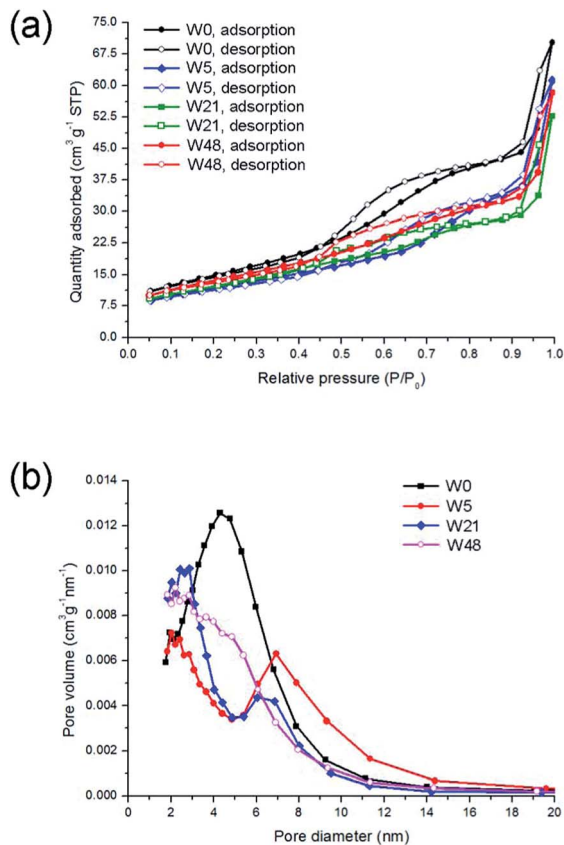 (a)
W0, adsorption
W0, desorption
W5, adsorption
W5, desorption
W21, adsorption
W21, desorption
W48, adsorption
W48, desorption
Quantity adsorbed (cm³ g⁻¹ STP)
75.0
67.5
60.0
52.5
45.0
37.5
30.0
22.5
15.0
7.5
0.0
0.0 0.1 0.2 0.3 0.4 0.5 0.6 0.7 0.8 0.9 1.0
Relative pressure (P/P₀)
(b)
W0
W5
W21
W48
Pore volume (cm³g⁻¹nm⁻¹)
0.014
0.012
0.010
0.008
0.006
0.004
0.002
0.000
0 2 4 6 8 10 12 14 16 18 20
Pore diameter (nm)